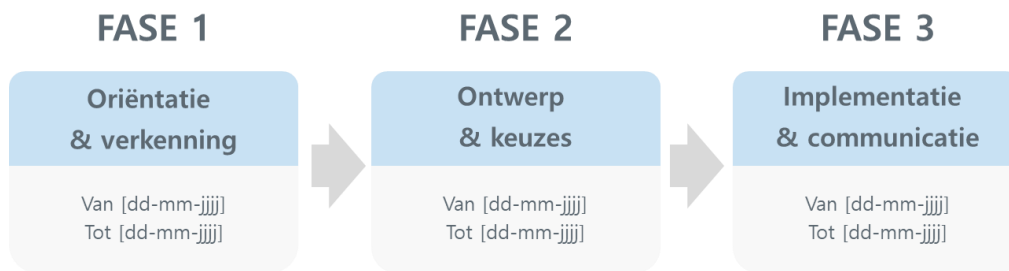 FASE 1
Oriëntatie
& verkenning
Van [dd-mm-jjjj]
Tot [dd-mm-jjjj]
FASE 2
Ontwerp
& keuzes
Van [dd-mm-jjjj]
Tot [dd-mm-jjjj]
FASE 3
Implementatie
& communicatie
Van [dd-mm-jjjj]
Tot [dd-mm-jjjj]